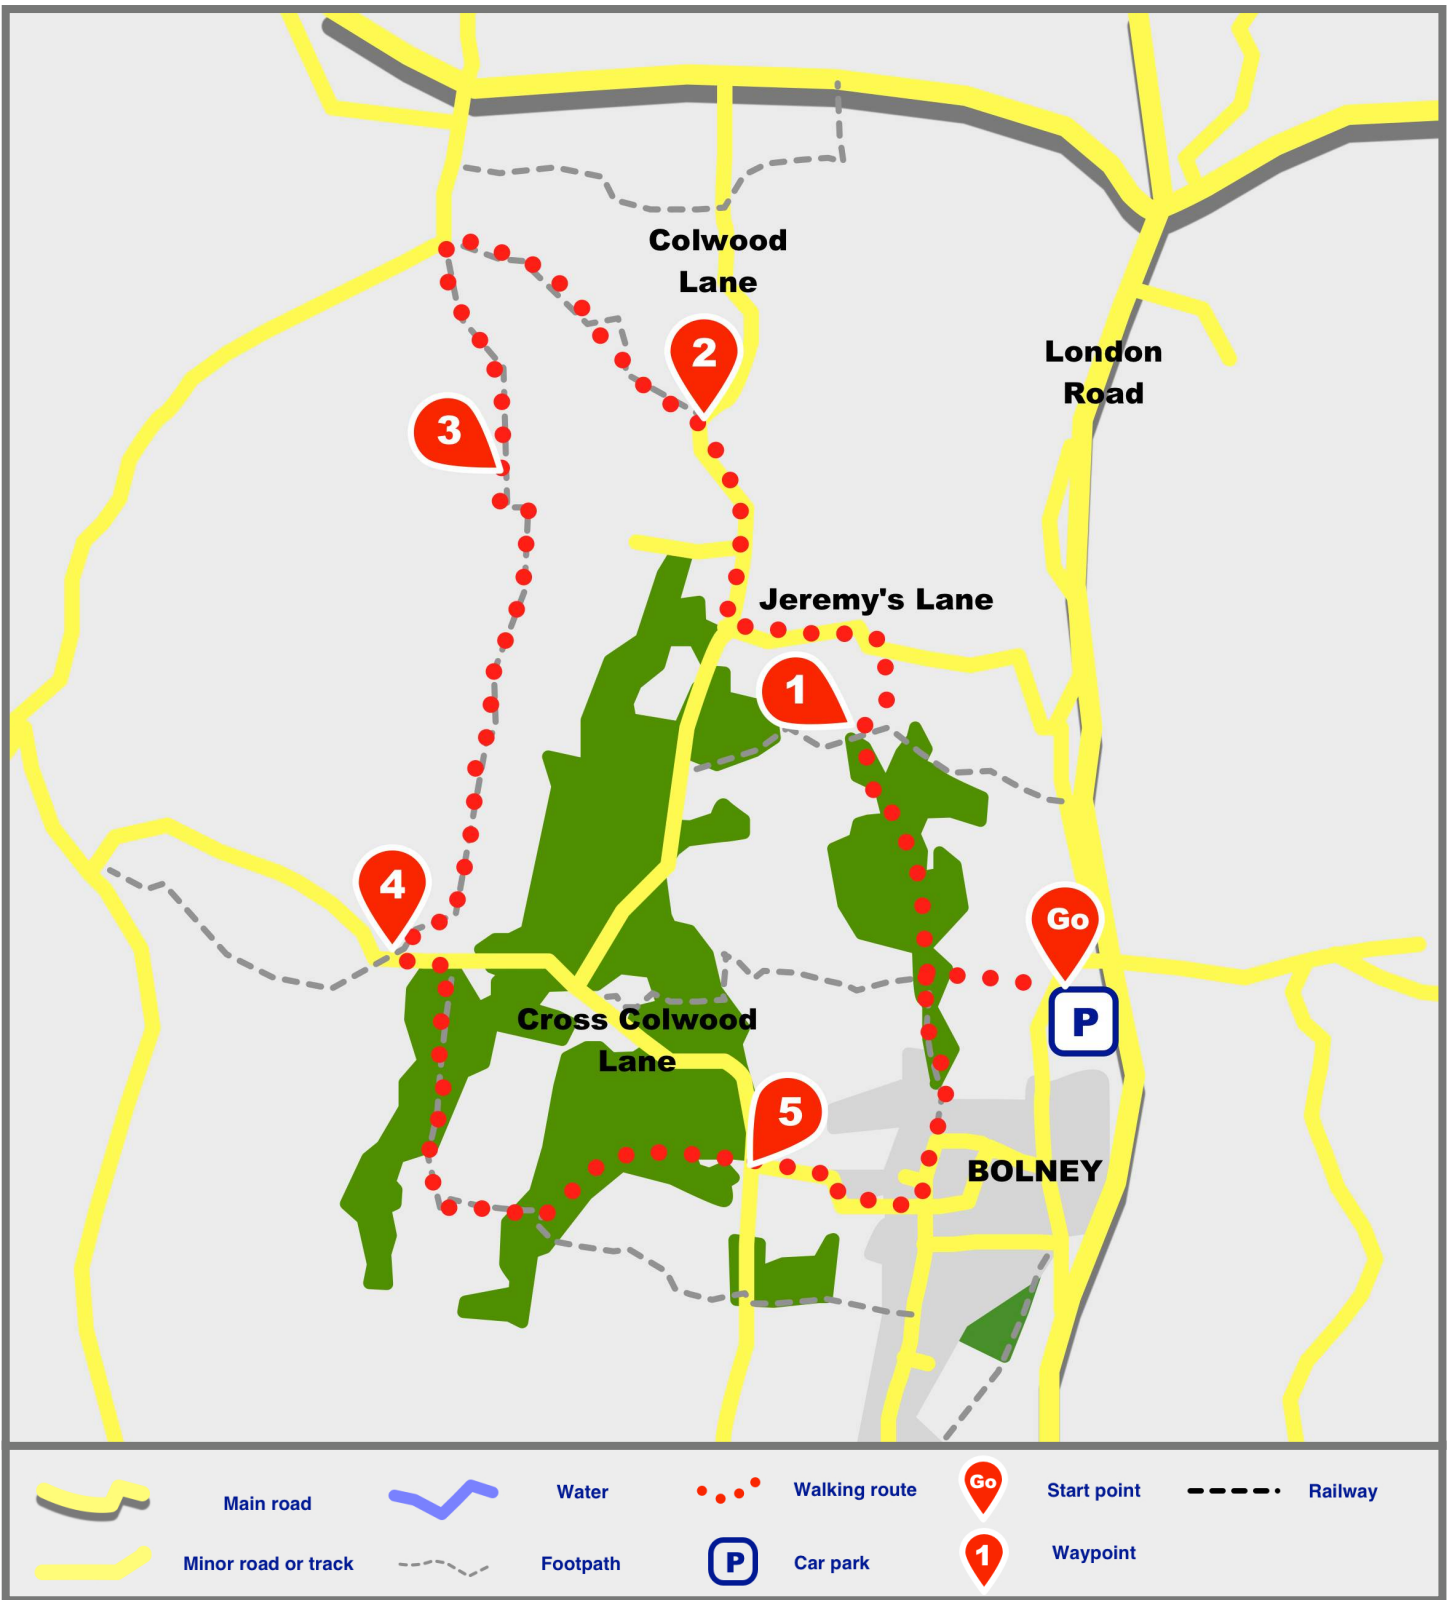 Colwood
Lane
2
London
Road
3
Jeremy's Lane
1
4
Go
P
Cross Colwood
Lane
5
BOLNEY
Main road
Water
Walking route
Go
Start point
Railway
Minor road or track
Footpath
P
Car park
1
Waypoint